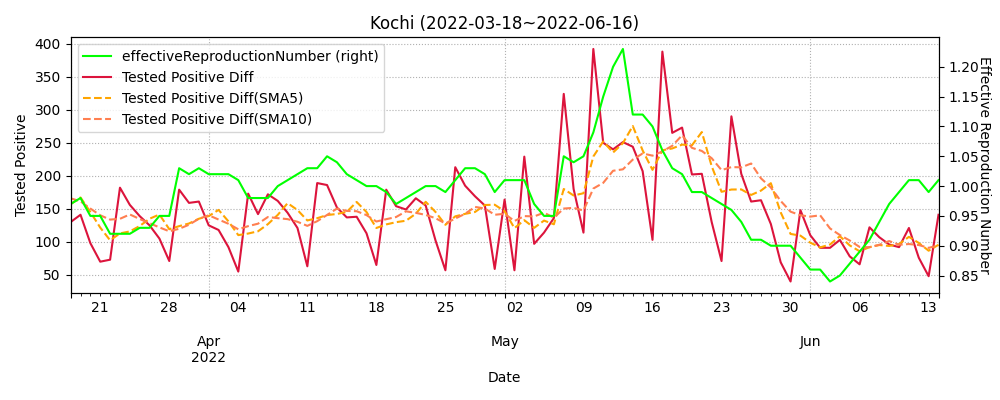 Kochi (2022-03-18~2022-06-16)
effectiveReproductionNumber (right)
Tested Positive Diff
Tested Positive Diff(SMA5)
Tested Positive Diff(SMA10)
Tested Positive
400
350
300
250
200
150
100
50
Effective Reproduction Number
1.20
1.15
1.10
1.05
1.00
0.95
0.90
0.85
21 28 04 11 18 25 02 09 16 23 30 06 13
Apr May Jun
2022
Date